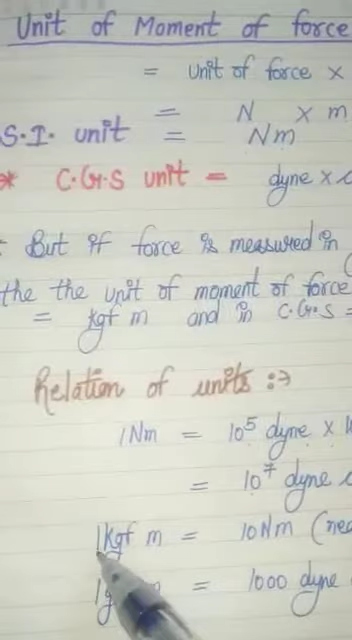 Unit of Moment of force
= unit of force ×
= N × m
S.I. unit = Nm
* C.G.S unit = dyne ×
But if force is measured in
the the unit of moment of force
= kgf m and in C.G.S =
Relation of units :→
1Nm = 10⁵ dyne ×
= 10⁷ dyne
1kgf m = 10Nm
= 1000 dyne